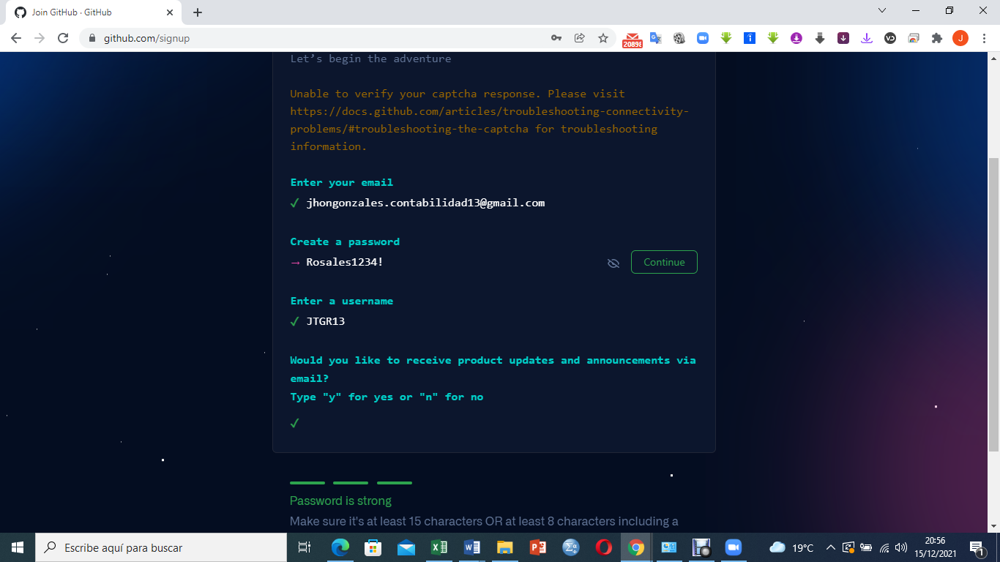 Join GitHub · GitHub
github.com/signup
20898
J
Let’s begin the adventure
Unable to verify your captcha response. Please visit
https://docs.github.com/articles/troubleshooting-connectivity-
problems/#troubleshooting-the-captcha for troubleshooting
information.
Enter your email
✓ jhongonzales.contabilidad13@gmail.com
Create a password
→ Rosales1234!
Continue
Enter a username
✓ JTGR13
Would you like to receive product updates and announcements via
email?
Type "y" for yes or "n" for no
✓
Password is strong
Make sure it's at least 15 characters OR at least 8 characters including a
Escribe aquí para buscar
19°C
20:56
15/12/2021
1